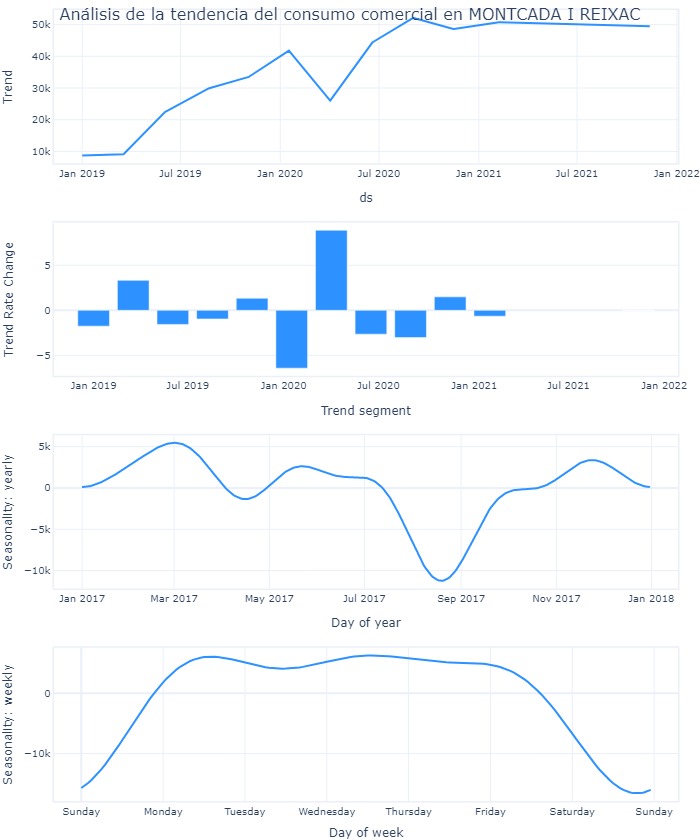 Análisis de la tendencia del consumo comercial en MONTCADA I REIXAC
50k
40k
30k
20k
10k
Trend
Jan 2019 Jul 2019 Jan 2020 Jul 2020 Jan 2021 Jul 2021 Jan 2022
ds
5
0
−5
Trend Rate Change
Jan 2019 Jul 2019 Jan 2020 Jul 2020 Jan 2021 Jul 2021 Jan 2022
Trend segment
5k
0
−5k
−10k
Seasonality: yearly
Jan 2017 Mar 2017 May 2017 Jul 2017 Sep 2017 Nov 2017 Jan 2018
Day of year
0
−10k
Seasonality: weekly
Sunday Monday Tuesday Wednesday Thursday Friday Saturday Sunday
Day of week